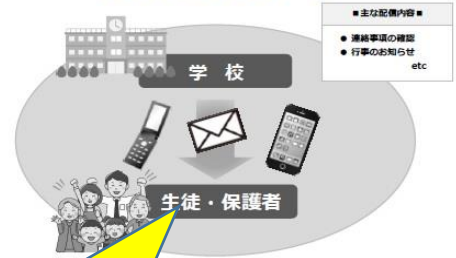 ■主な配信内容■
● 連絡事項の確認
● 行事のお知らせ
etc
学 校
生徒・保護者